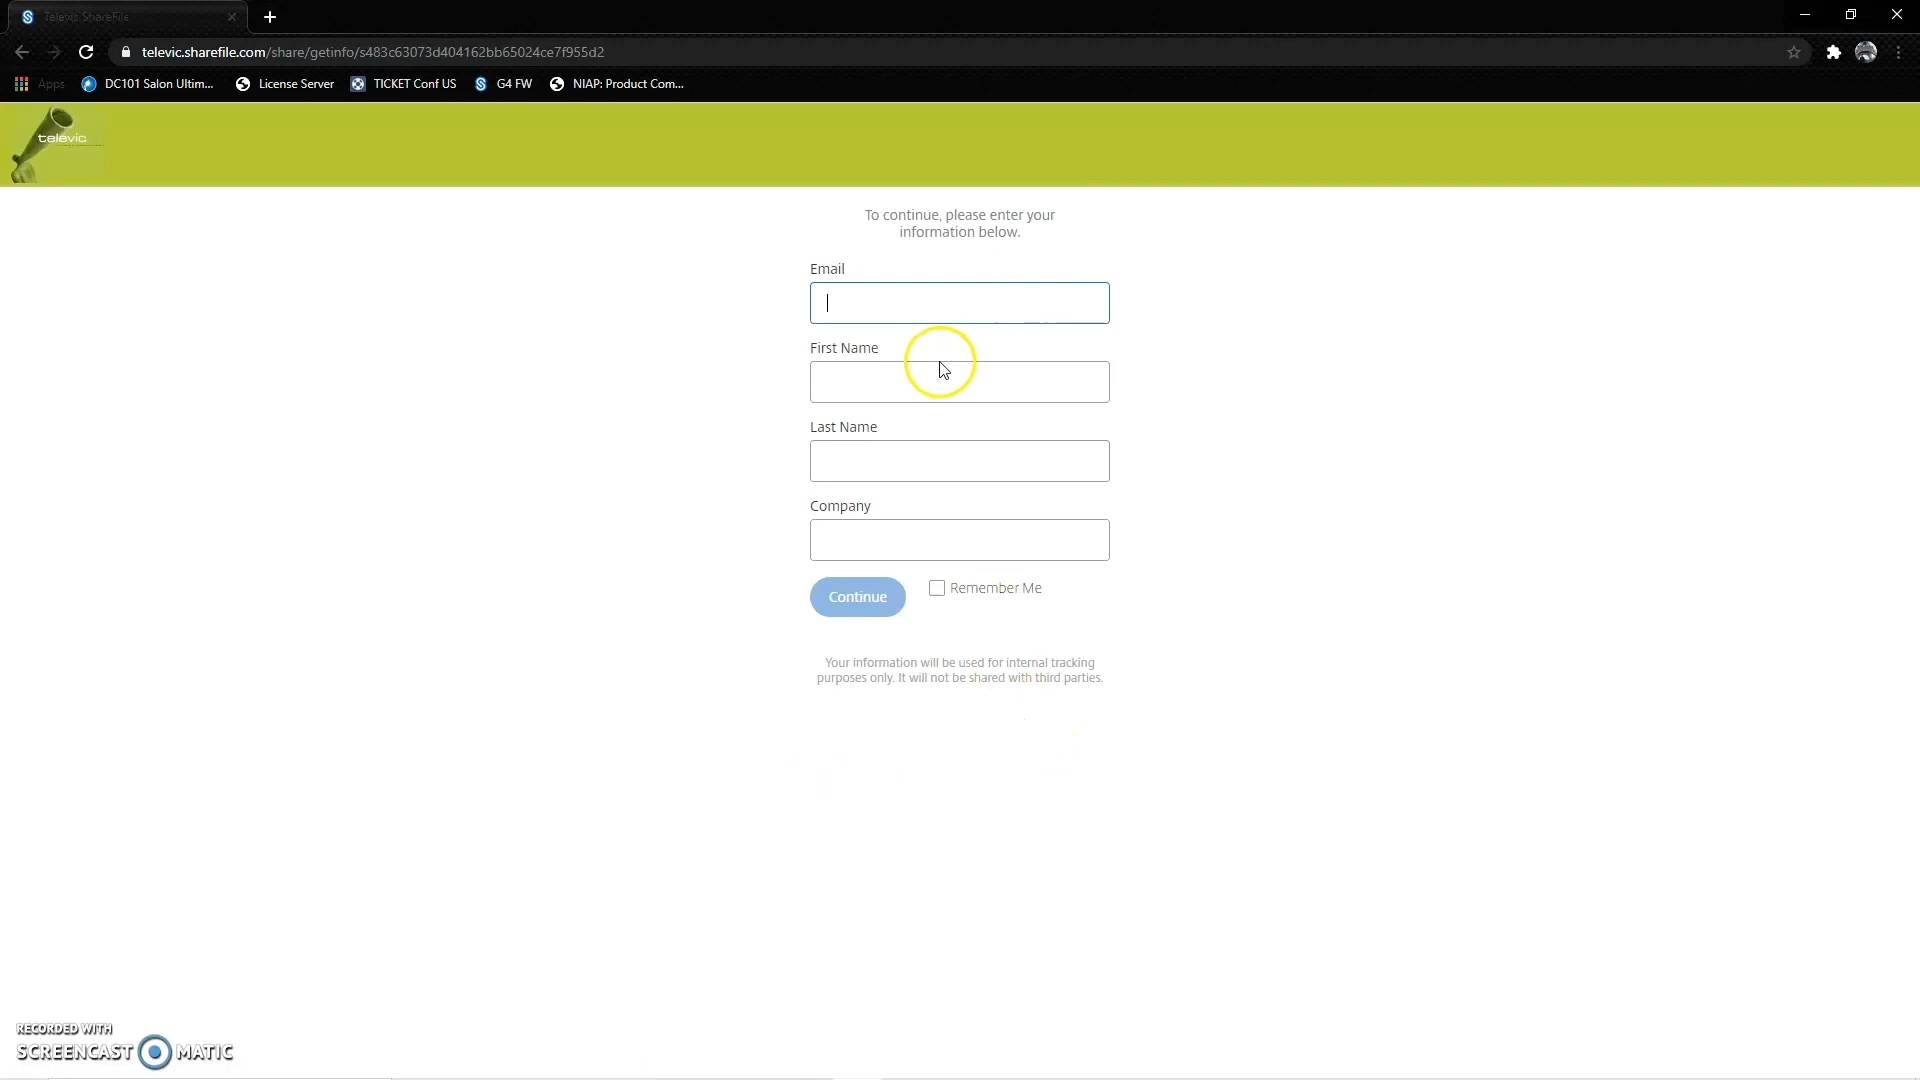 Televic ShareFile
televic.sharefile.com/share/getinfo/s483c63073d404162bb65024ce7f955d2
Apps DC101 Salon Ultim... License Server TICKET Conf US G4 FW NIAP: Product Com...
televic
To continue, please enter your
information below.
Email
First Name
Last Name
Company
Continue Remember Me
Your information will be used for internal tracking
purposes only. It will not be shared with third parties.
RECORDED WITH
SCREENCAST MATIC